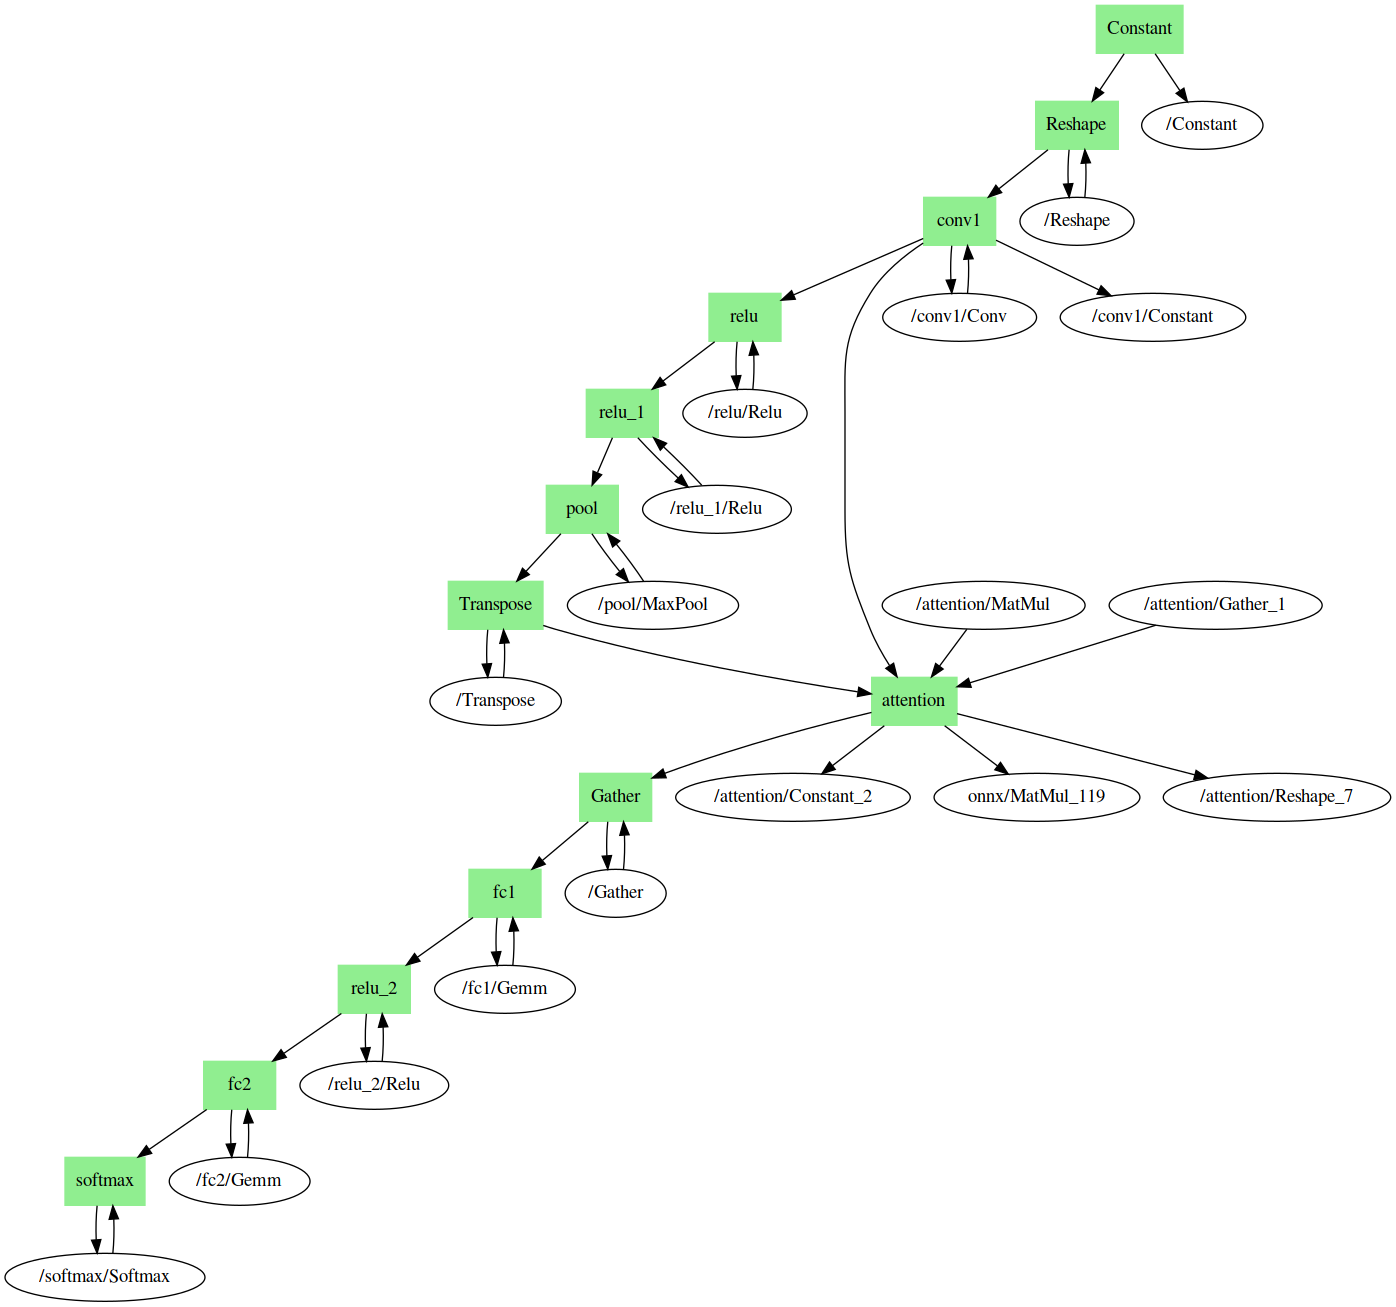 Constant
Reshape
/Constant
conv1
/Reshape
relu
/conv1/Conv
/conv1/Constant
relu_1
/relu/Relu
pool
/relu_1/Relu
Transpose
/pool/MaxPool
/attention/MatMul
/attention/Gather_1
/Transpose
attention
Gather
/attention/Constant_2
onnx/MatMul_119
/attention/Reshape_7
fc1
/Gather
relu_2
/fc1/Gemm
fc2
/relu_2/Relu
softmax
/fc2/Gemm
/softmax/Softmax